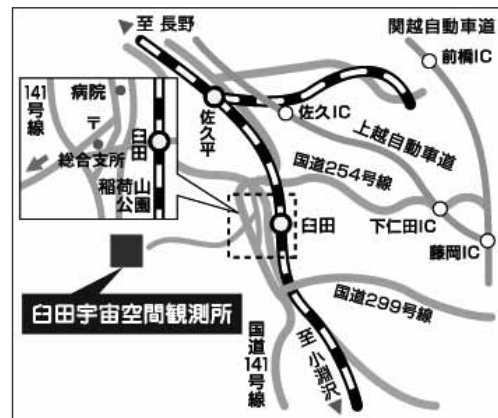 至 長野
関越自動車道
前橋IC
141号線
病院
〒
総合支所
臼田
稲荷山
公園
佐久平
佐久IC
上越自動車道
国道254号線
臼田
下仁田IC
藤岡IC
臼田宇宙空間観測所
国道299号線
国道141号線
至 小淵沢